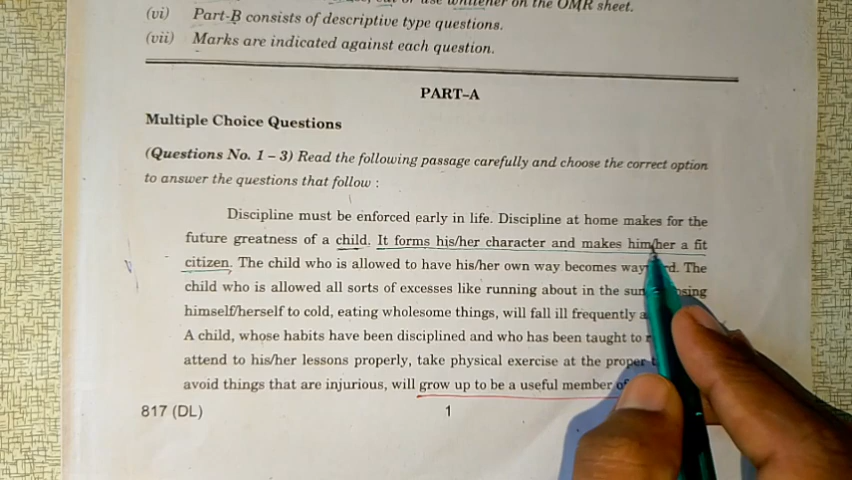 use whitener on the OMR sheet.
(vi) Part-B consists of descriptive type questions.
(vii) Marks are indicated against each question.
PART–A
Multiple Choice Questions
(Questions No. 1 – 3) Read the following passage carefully and choose the correct option
to answer the questions that follow :
Discipline must be enforced early in life. Discipline at home makes for the
future greatness of a child. It forms his/her character and makes him/her a fit
citizen. The child who is allowed to have his/her own way becomes The
child who is allowed all sorts of excesses like running about in the
himself/herself to cold, eating wholesome things, will fall ill frequently
A child, whose habits have been disciplined and who has been taught to
attend to his/her lessons properly, take physical exercise at the proper
avoid things that are injurious, will grow up to be a useful member
817 (DL) 1